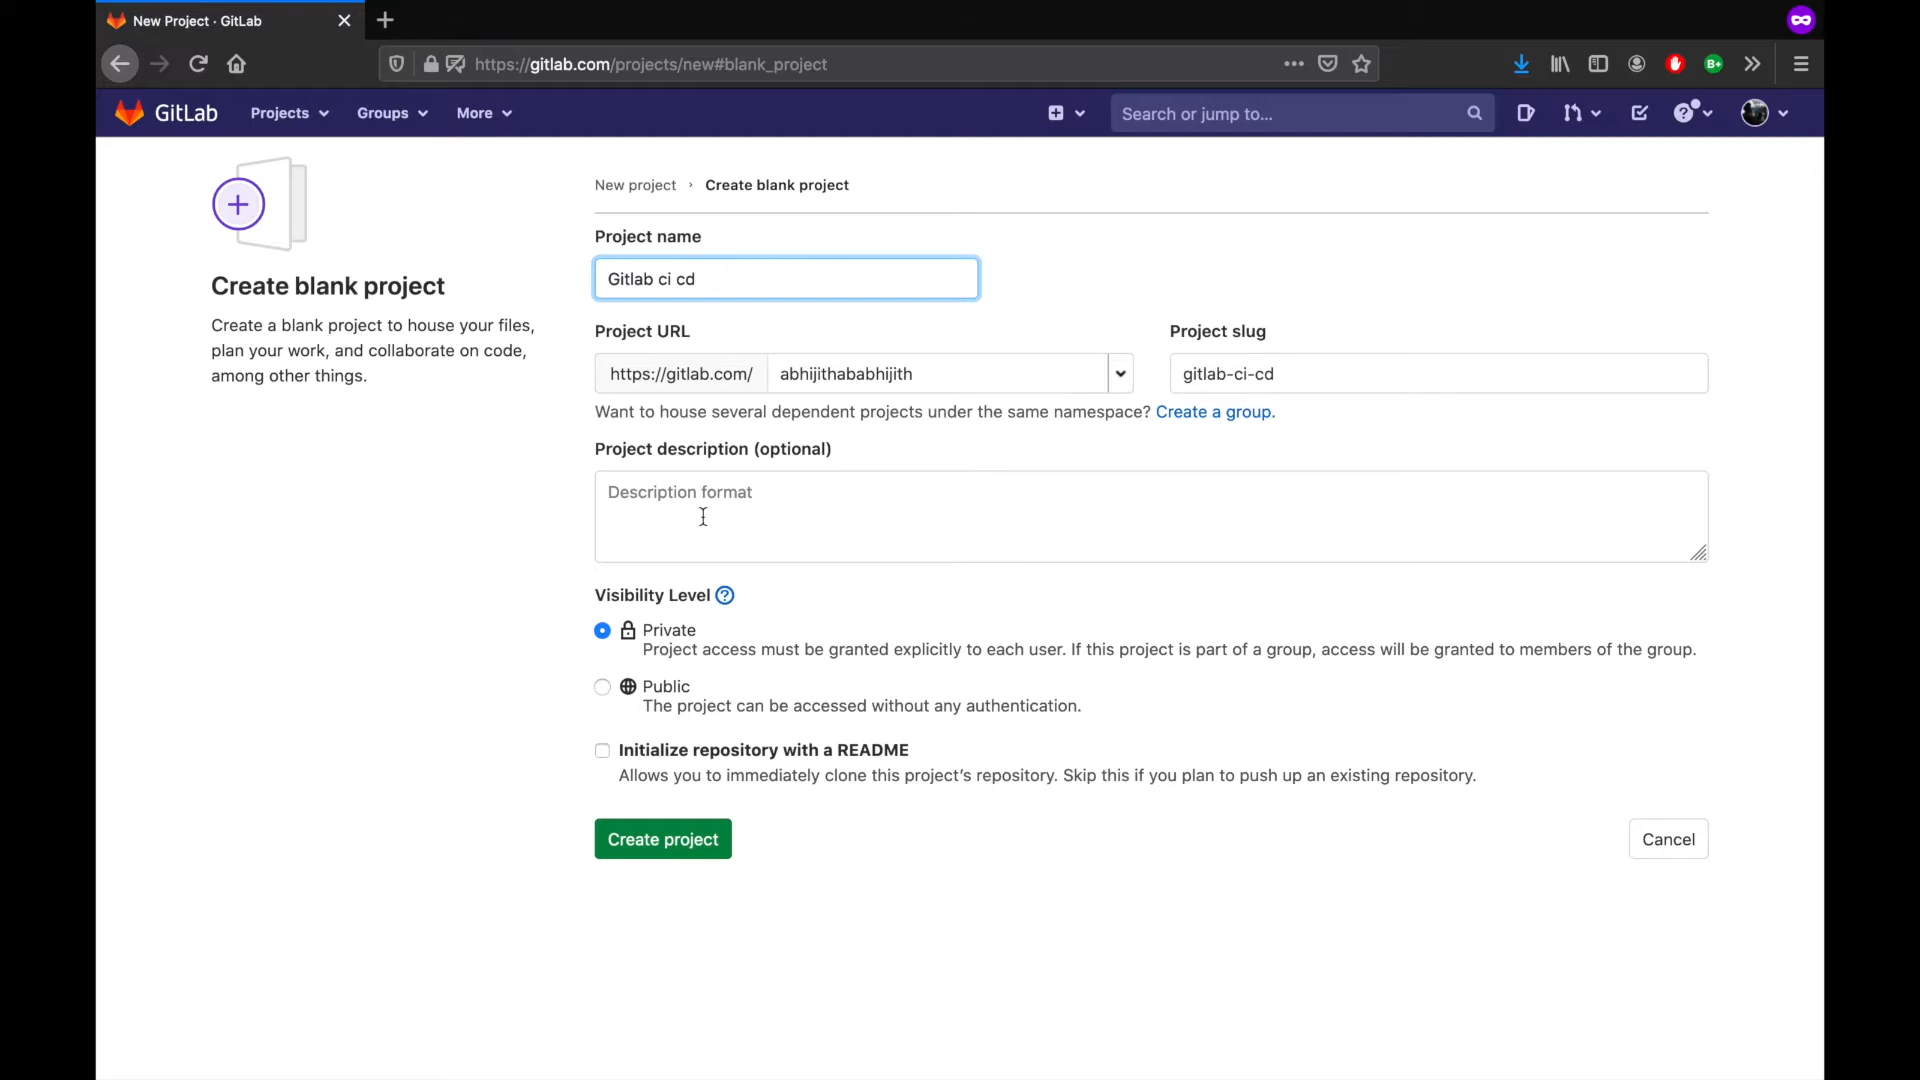 New Project · GitLab
https://gitlab.com/projects/new#blank_project
GitLab Projects Groups More Search or jump to...
New project › Create blank project
Project name
Gitlab ci cd
Create blank project
Create a blank project to house your files,
plan your work, and collaborate on code,
among other things.
Project URL Project slug
https://gitlab.com/ abhijithababhijith gitlab-ci-cd
Want to house several dependent projects under the same namespace? Create a group.
Project description (optional)
Description format
Visibility Level
Private
Project access must be granted explicitly to each user. If this project is part of a group, access will be granted to members of the group.
Public
The project can be accessed without any authentication.
Initialize repository with a README
Allows you to immediately clone this project's repository. Skip this if you plan to push up an existing repository.
Create project Cancel